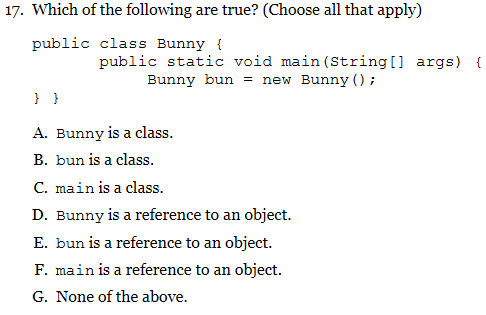 17. Which of the following are true? (Choose all that apply)
public class Bunny {
public static void main(String[] args) {
Bunny bun = new Bunny();
} }
A. Bunny is a class.
B. bun is a class.
C. main is a class.
D. Bunny is a reference to an object.
E. bun is a reference to an object.
F. main is a reference to an object.
G. None of the above.